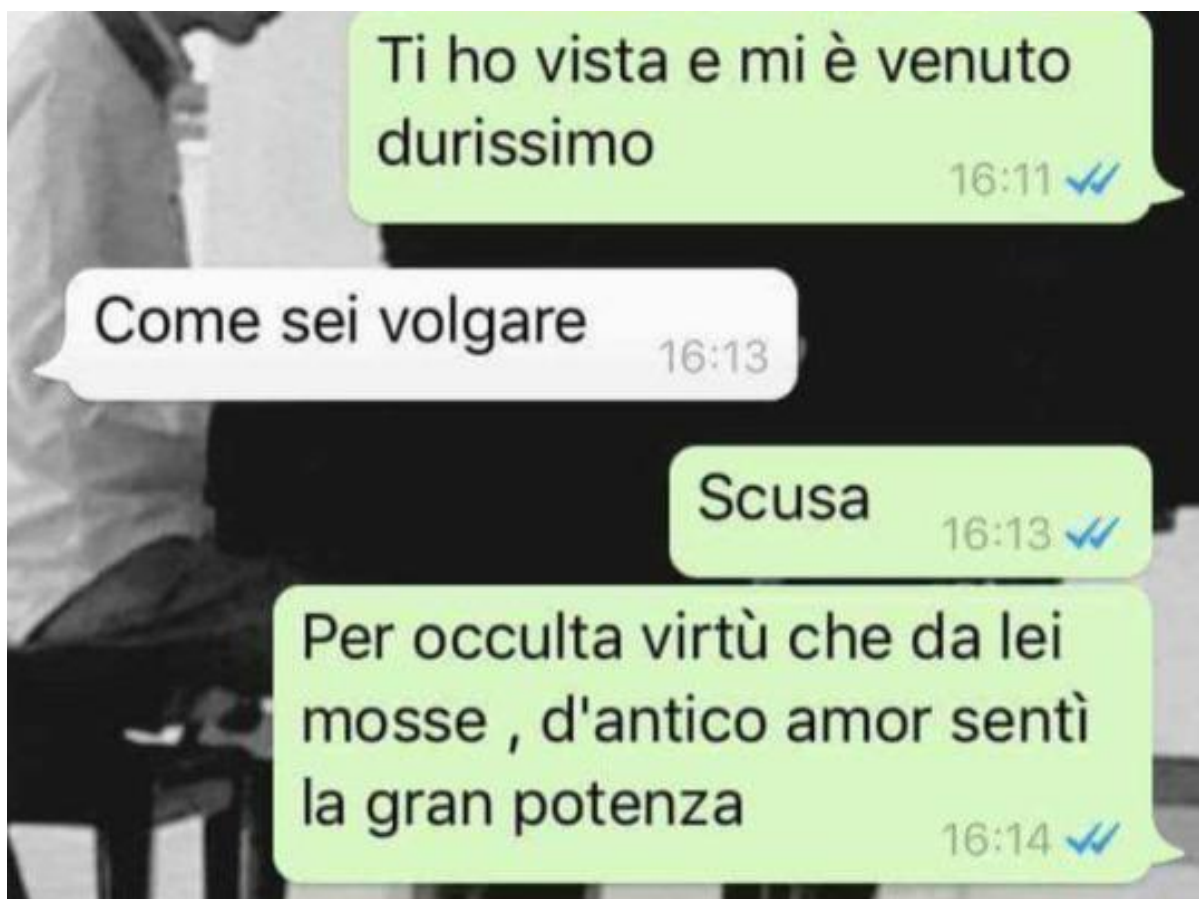 Ti ho vista e mi è venuto
durissimo
16:11
Come sei volgare
16:13
Scusa
16:13
Per occulta virtù che da lei
mosse , d'antico amor sentì
la gran potenza
16:14